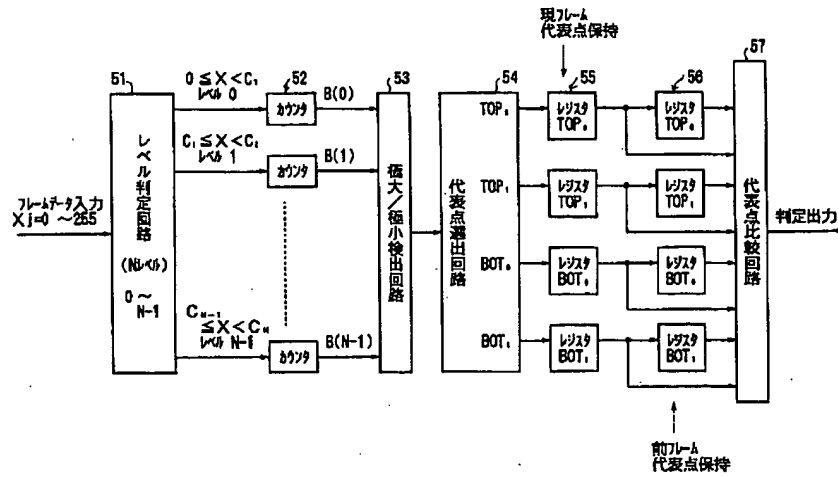 現フレーム
代表点保持
51
0≦X<C₁
レベル 0
52
カウンタ
B(0)
53
54
55
56
57
レベル判定回路
(Nレベル)
0～
N-1
フレームデータ入力
Xj=0 ～255
C₁≦X<C₂
レベル 1
カウンタ
B(1)
極大/極小検出回路
代表点選出回路
TOP₀
レジスタ
TOP₀
レジスタ
TOP₀
TOP₁
レジスタ
TOP₁
レジスタ
TOP₁
BOT₀
レジスタ
BOT₀
レジスタ
BOT₀
BOT₁
レジスタ
BOT₁
レジスタ
BOT₁
代表点比較回路
判定出力
Cₙ₋₁
≦X<Cₙ
レベル N-1
カウンタ
B(N-1)
前フレーム
代表点保持